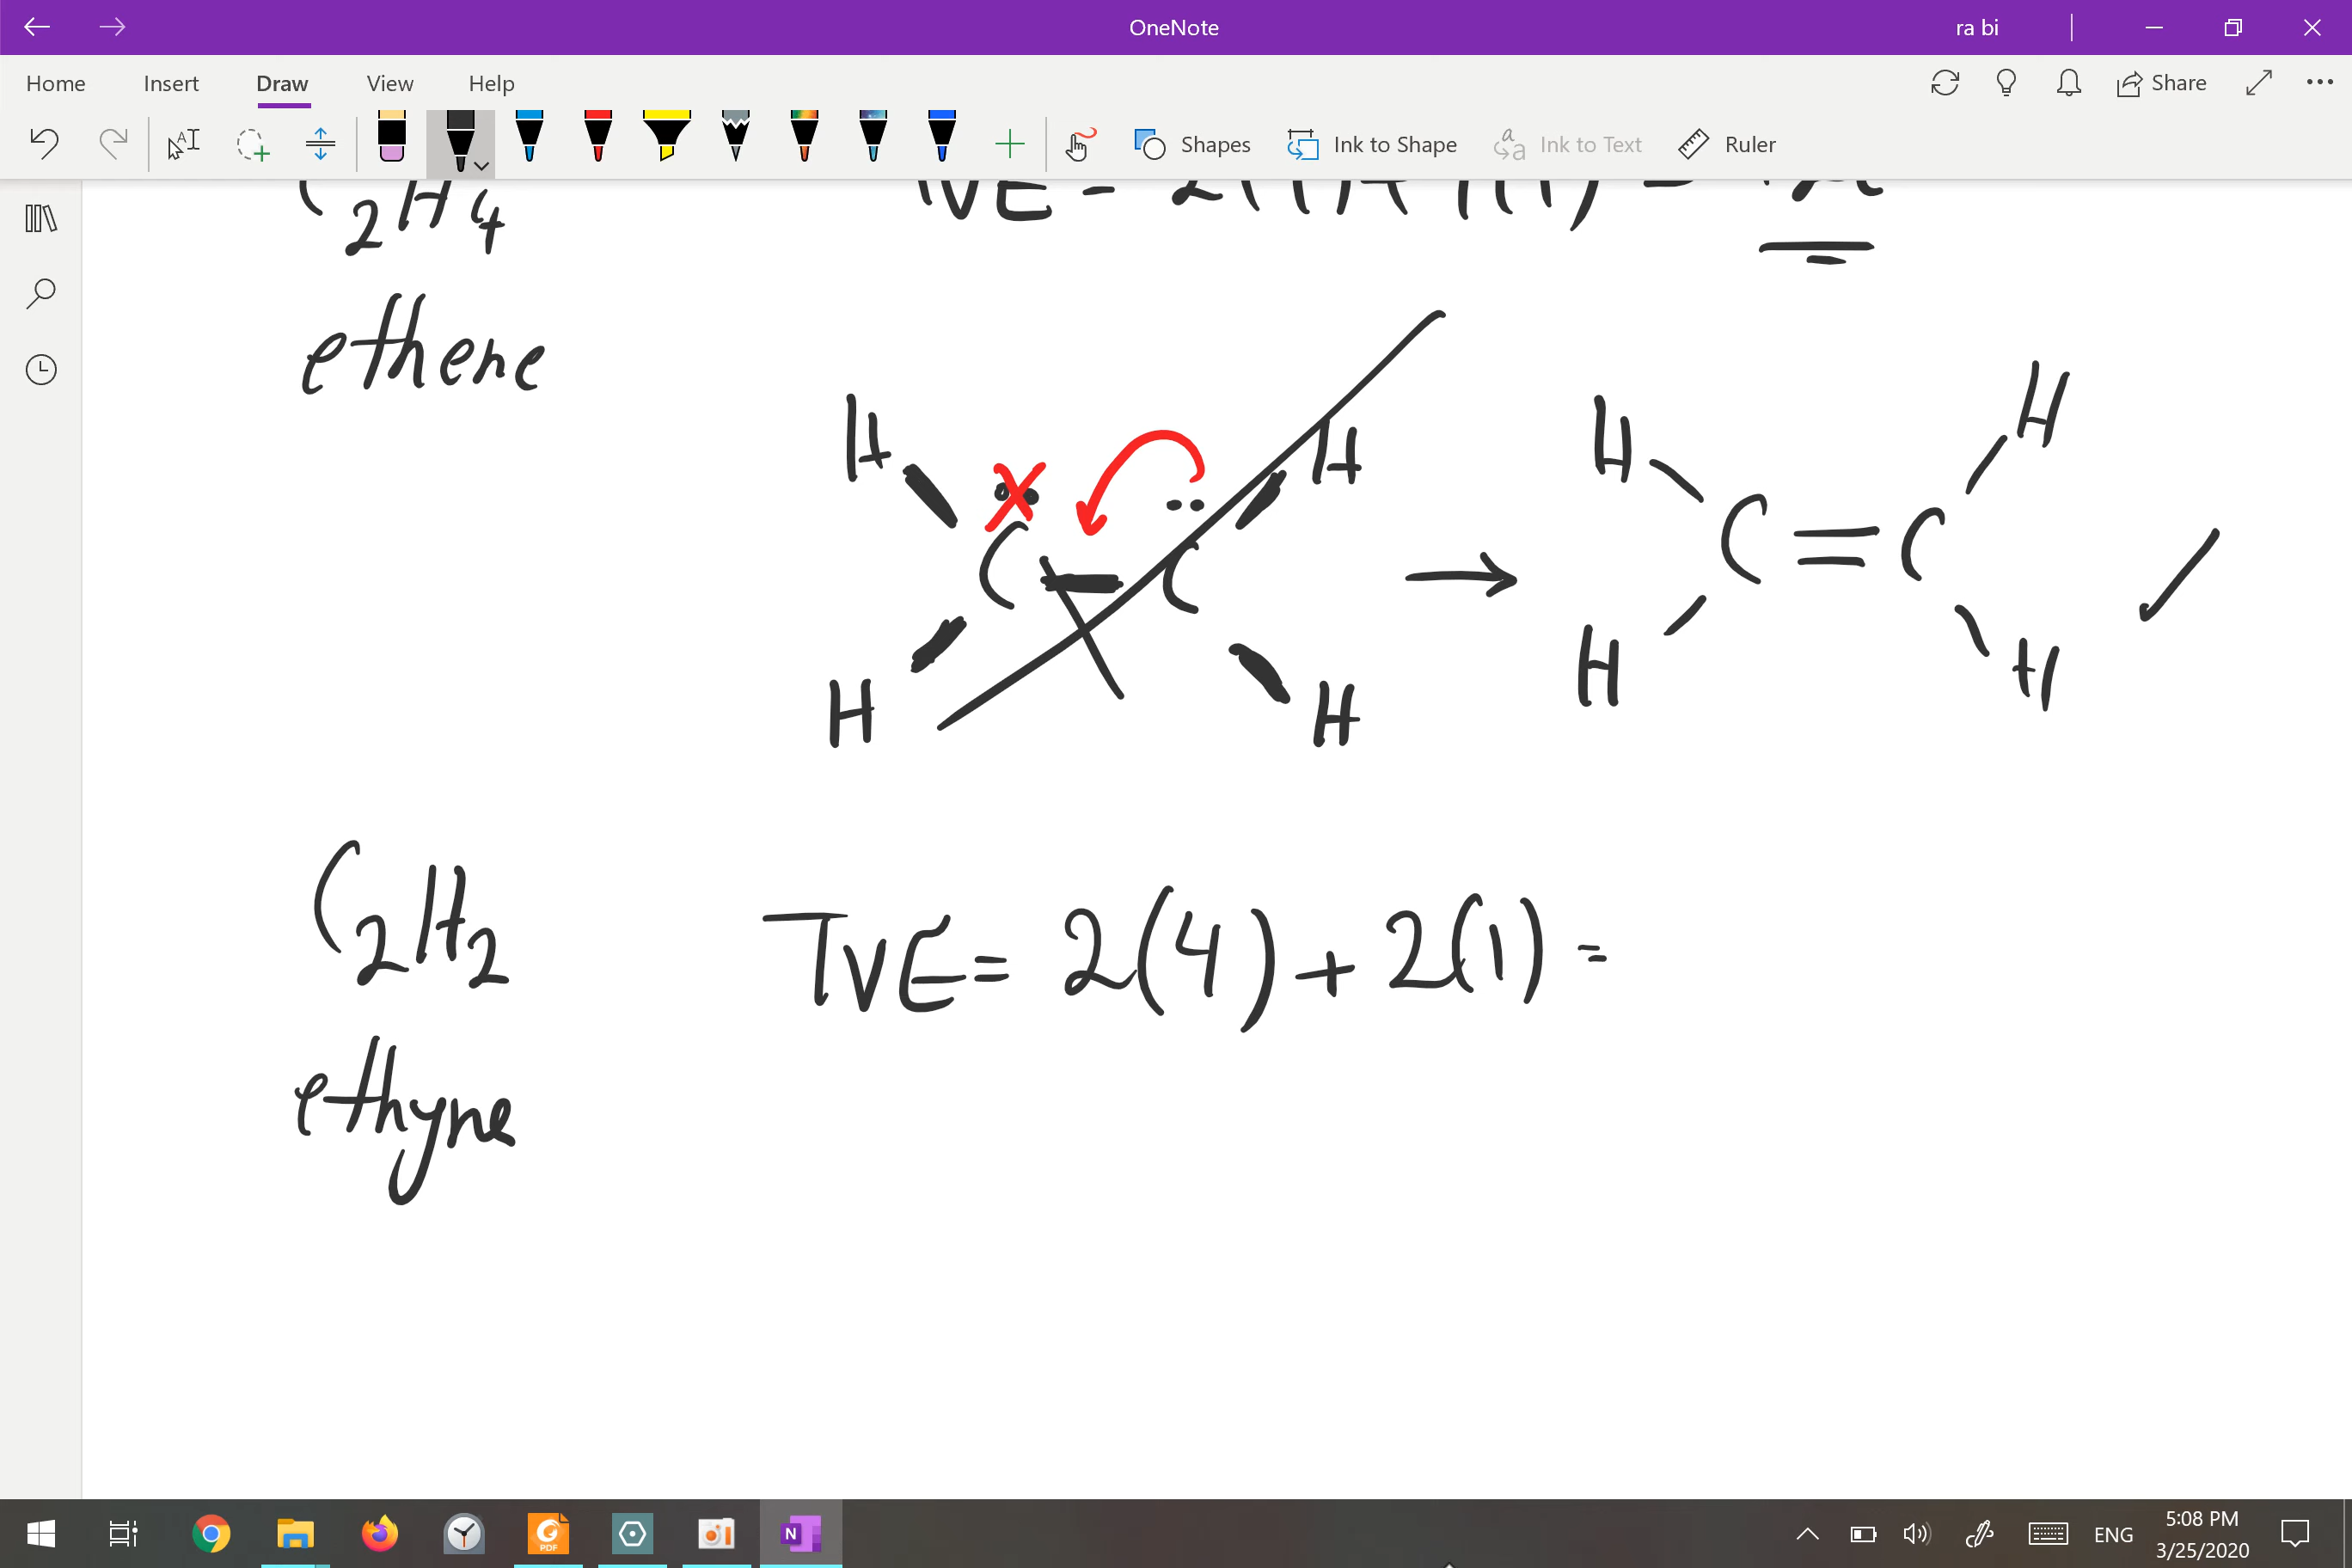 OneNote
ra bi
Home Insert Draw View Help
Share
Shapes
Ink to Shape
Ink to Text
Ruler
C2H4 TVE =
ethene
H H H H
C - C → C = C
H H H H
C2H2 TVE = 2(4) + 2(1) =
ethyne
ENG
5:08 PM
3/25/2020